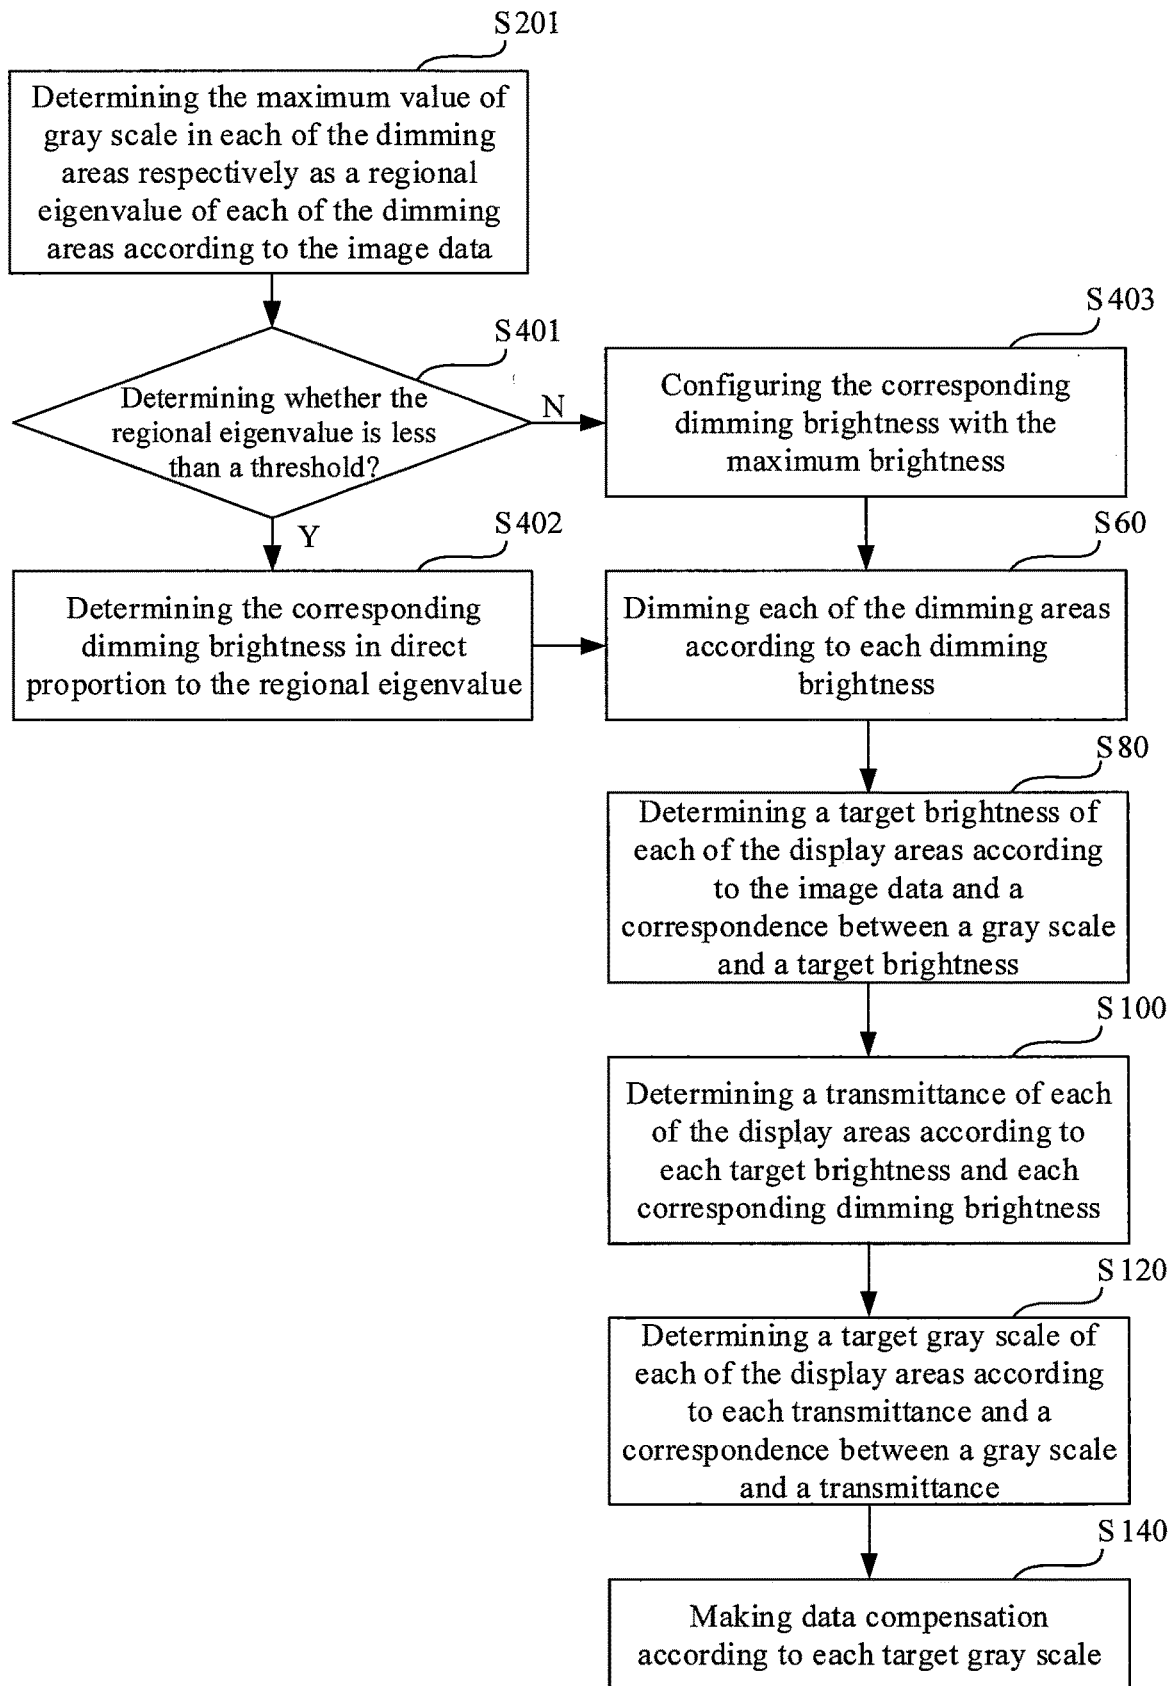 S201
Determining the maximum value of
gray scale in each of the dimming
areas respectively as a regional
eigenvalue of each of the dimming
areas according to the image data
S401
Determining whether the
regional eigenvalue is less
than a threshold?
N
Y
S403
Configuring the corresponding
dimming brightness with the
maximum brightness
S402
Determining the corresponding
dimming brightness in direct
proportion to the regional eigenvalue
S60
Dimming each of the dimming areas
according to each dimming
brightness
S80
Determining a target brightness of
each of the display areas according
to the image data and a
correspondence between a gray scale
and a target brightness
S100
Determining a transmittance of each
of the display areas according to
each target brightness and each
corresponding dimming brightness
S120
Determining a target gray scale of
each of the display areas according
to each transmittance and a
correspondence between a gray scale
and a transmittance
S140
Making data compensation
according to each target gray scale